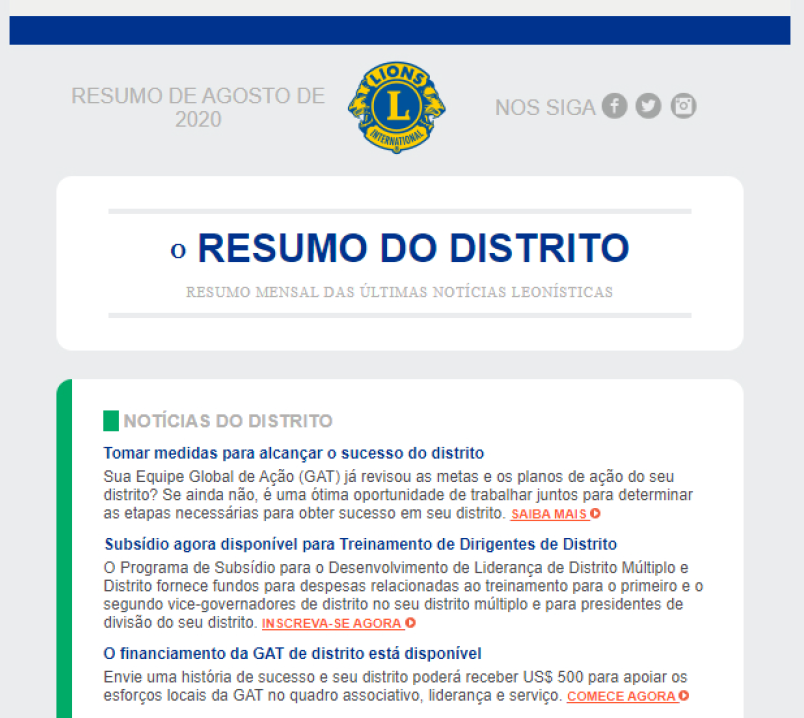 RESUMO DE AGOSTO DE
2020
LIONS
L
INTERNATIONAL
NOS SIGA
O RESUMO DO DISTRITO
RESUMO MENSAL DAS ÚLTIMAS NOTÍCIAS LEONÍSTICAS
NOTÍCIAS DO DISTRITO
Tomar medidas para alcançar o sucesso do distrito
Sua Equipe Global de Ação (GAT) já revisou as metas e os planos de ação do seu
distrito? Se ainda não, é uma ótima oportunidade de trabalhar juntos para determinar
as etapas necessárias para obter sucesso em seu distrito. SAIBA MAIS
Subsídio agora disponível para Treinamento de Dirigentes de Distrito
O Programa de Subsídio para o Desenvolvimento de Liderança de Distrito Múltiplo e
Distrito fornece fundos para despesas relacionadas ao treinamento para o primeiro e o
segundo vice-governadores de distrito no seu distrito múltiplo e para presidentes de
divisão do seu distrito. INSCREVA-SE AGORA
O financiamento da GAT de distrito está disponível
Envie uma história de sucesso e seu distrito poderá receber US$ 500 para apoiar os
esforços locais da GAT no quadro associativo, liderança e serviço. COMECE AGORA